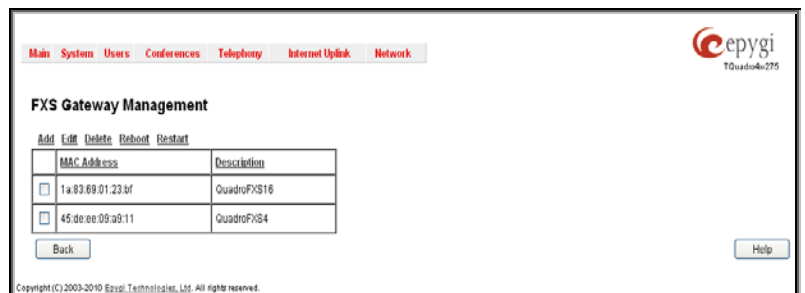 Main System Users Conferences Telephony Internet Uplink Network
epygi
TQuadro4x275
FXS Gateway Management
Add Edit Delete Reboot Restart
MAC Address Description
1a:83:69:01:23:bf QuadroFXS16
45:de:ee:09:a9:11 QuadroFXS4
Back Help
Copyright (C) 2003-2010 Epygi Technologies, Ltd. All rights reserved.